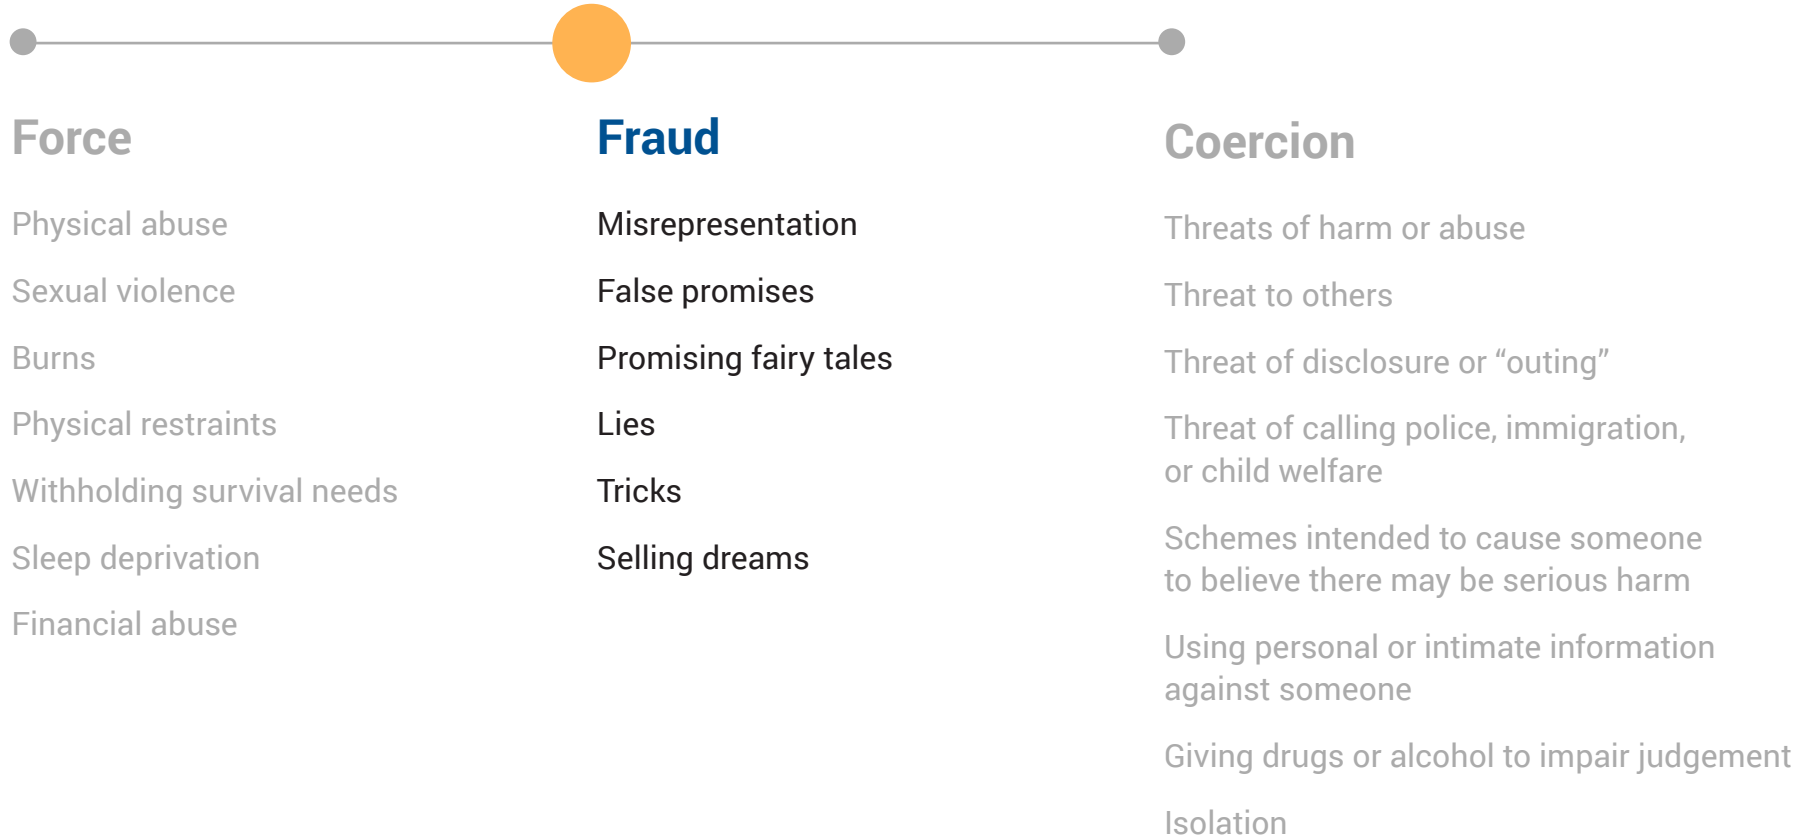 Force
Physical abuse
Sexual violence
Burns
Physical restraints
Withholding survival needs
Sleep deprivation
Financial abuse
Fraud
Misrepresentation
False promises
Promising fairy tales
Lies
Tricks
Selling dreams
Coercion
Threats of harm or abuse
Threat to others
Threat of disclosure or “outing”
Threat of calling police, immigration,
or child welfare
Schemes intended to cause someone
to believe there may be serious harm
Using personal or intimate information
against someone
Giving drugs or alcohol to impair judgement
Isolation